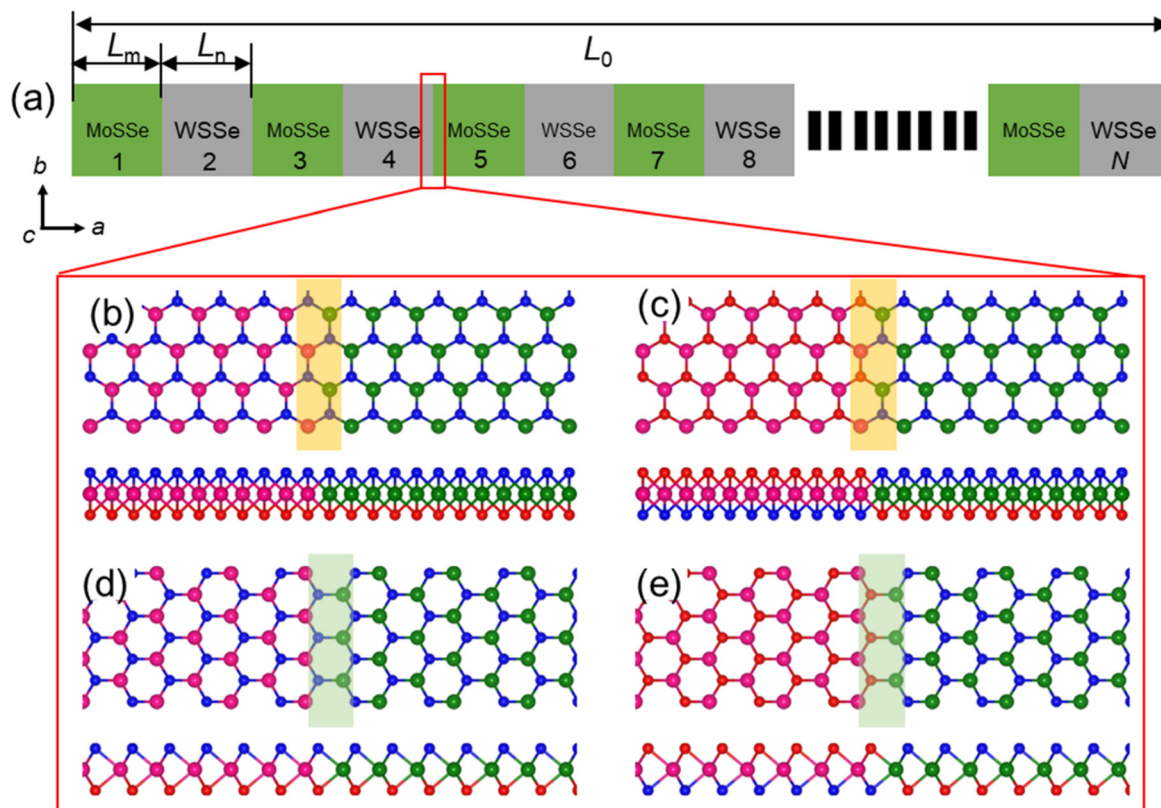 Lm Ln L0
(a)
MoSSe WSSe MoSSe WSSe MoSSe WSSe MoSSe WSSe MoSSe WSSe
1 2 3 4 5 6 7 8 N
b
c a
(b) (c)
(d) (e)